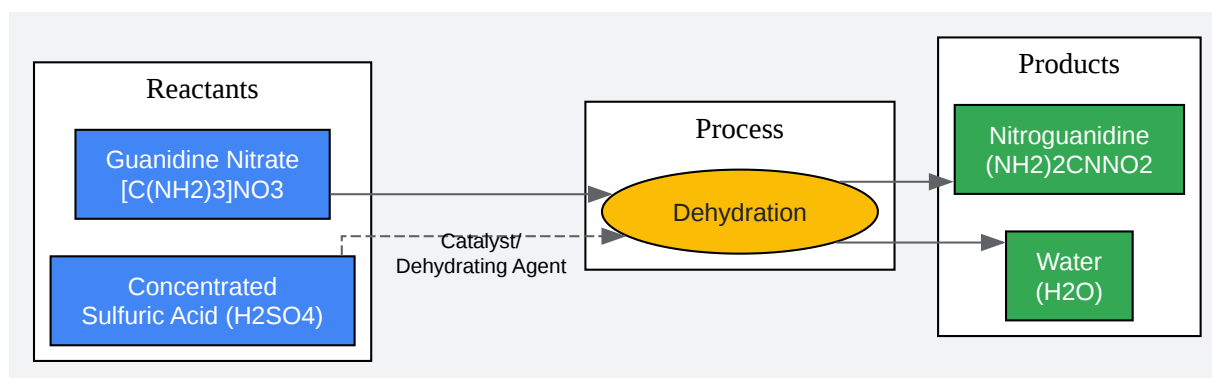 Reactants
Guanidine Nitrate
[C(NH2)3]NO3
Concentrated
Sulfuric Acid (H2SO4)
Catalyst/
Dehydrating Agent
Process
Dehydration
Products
Nitroguanidine
(NH2)2CNNO2
Water
(H2O)